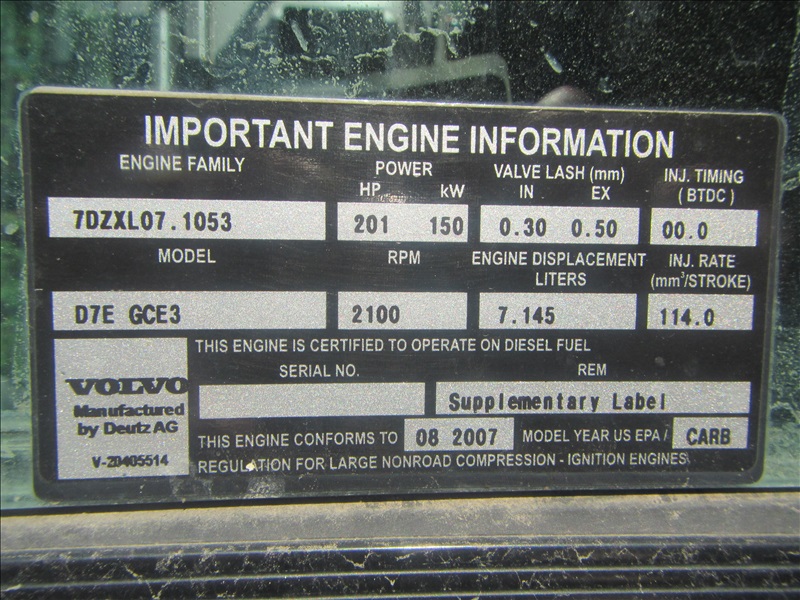 IMPORTANT ENGINE INFORMATION
ENGINE FAMILY POWER VALVE LASH (mm) INJ. TIMING
HP kW IN EX (BTDC)
7DZXL07.1053 201 150 0.30 0.50 00.0
MODEL RPM ENGINE DISPLACEMENT INJ. RATE
LITERS (mm³/STROKE)
D7E GCE3 2100 7.145 114.0
THIS ENGINE IS CERTIFIED TO OPERATE ON DIESEL FUEL
SERIAL NO. REM
VOLVO
Manufactured
by Deutz AG
V-20405514
Supplementary Label
THIS ENGINE CONFORMS TO 08 2007 MODEL YEAR US EPA / CARB
REGULATION FOR LARGE NONROAD COMPRESSION - IGNITION ENGINES